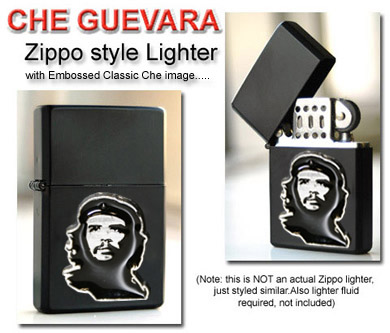 CHE GUEVARA
Zippo style Lighter
with Embossed Classic Che image.....
(Note: this is NOT an actual Zippo lighter,
just styled similar.Also lighter fluid
required, not included)